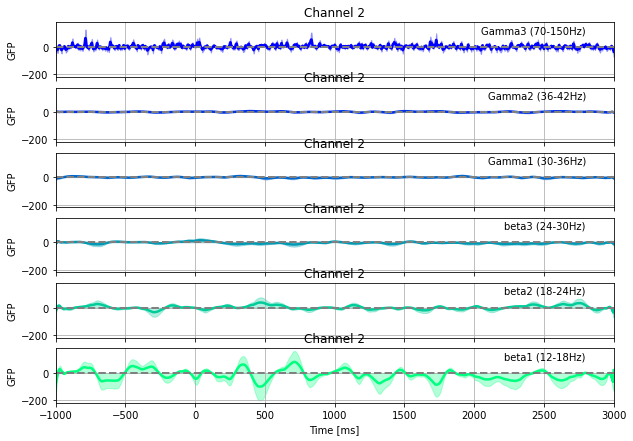 Channel 2
Gamma3 (70-150Hz)
GFP
0
−200
Channel 2
Gamma2 (36-42Hz)
GFP
0
−200
Channel 2
Gamma1 (30-36Hz)
GFP
0
−200
Channel 2
beta3 (24-30Hz)
GFP
0
−200
Channel 2
beta2 (18-24Hz)
GFP
0
−200
Channel 2
beta1 (12-18Hz)
GFP
0
−200
−1000 −500 0 500 1000 1500 2000 2500 3000
Time [ms]